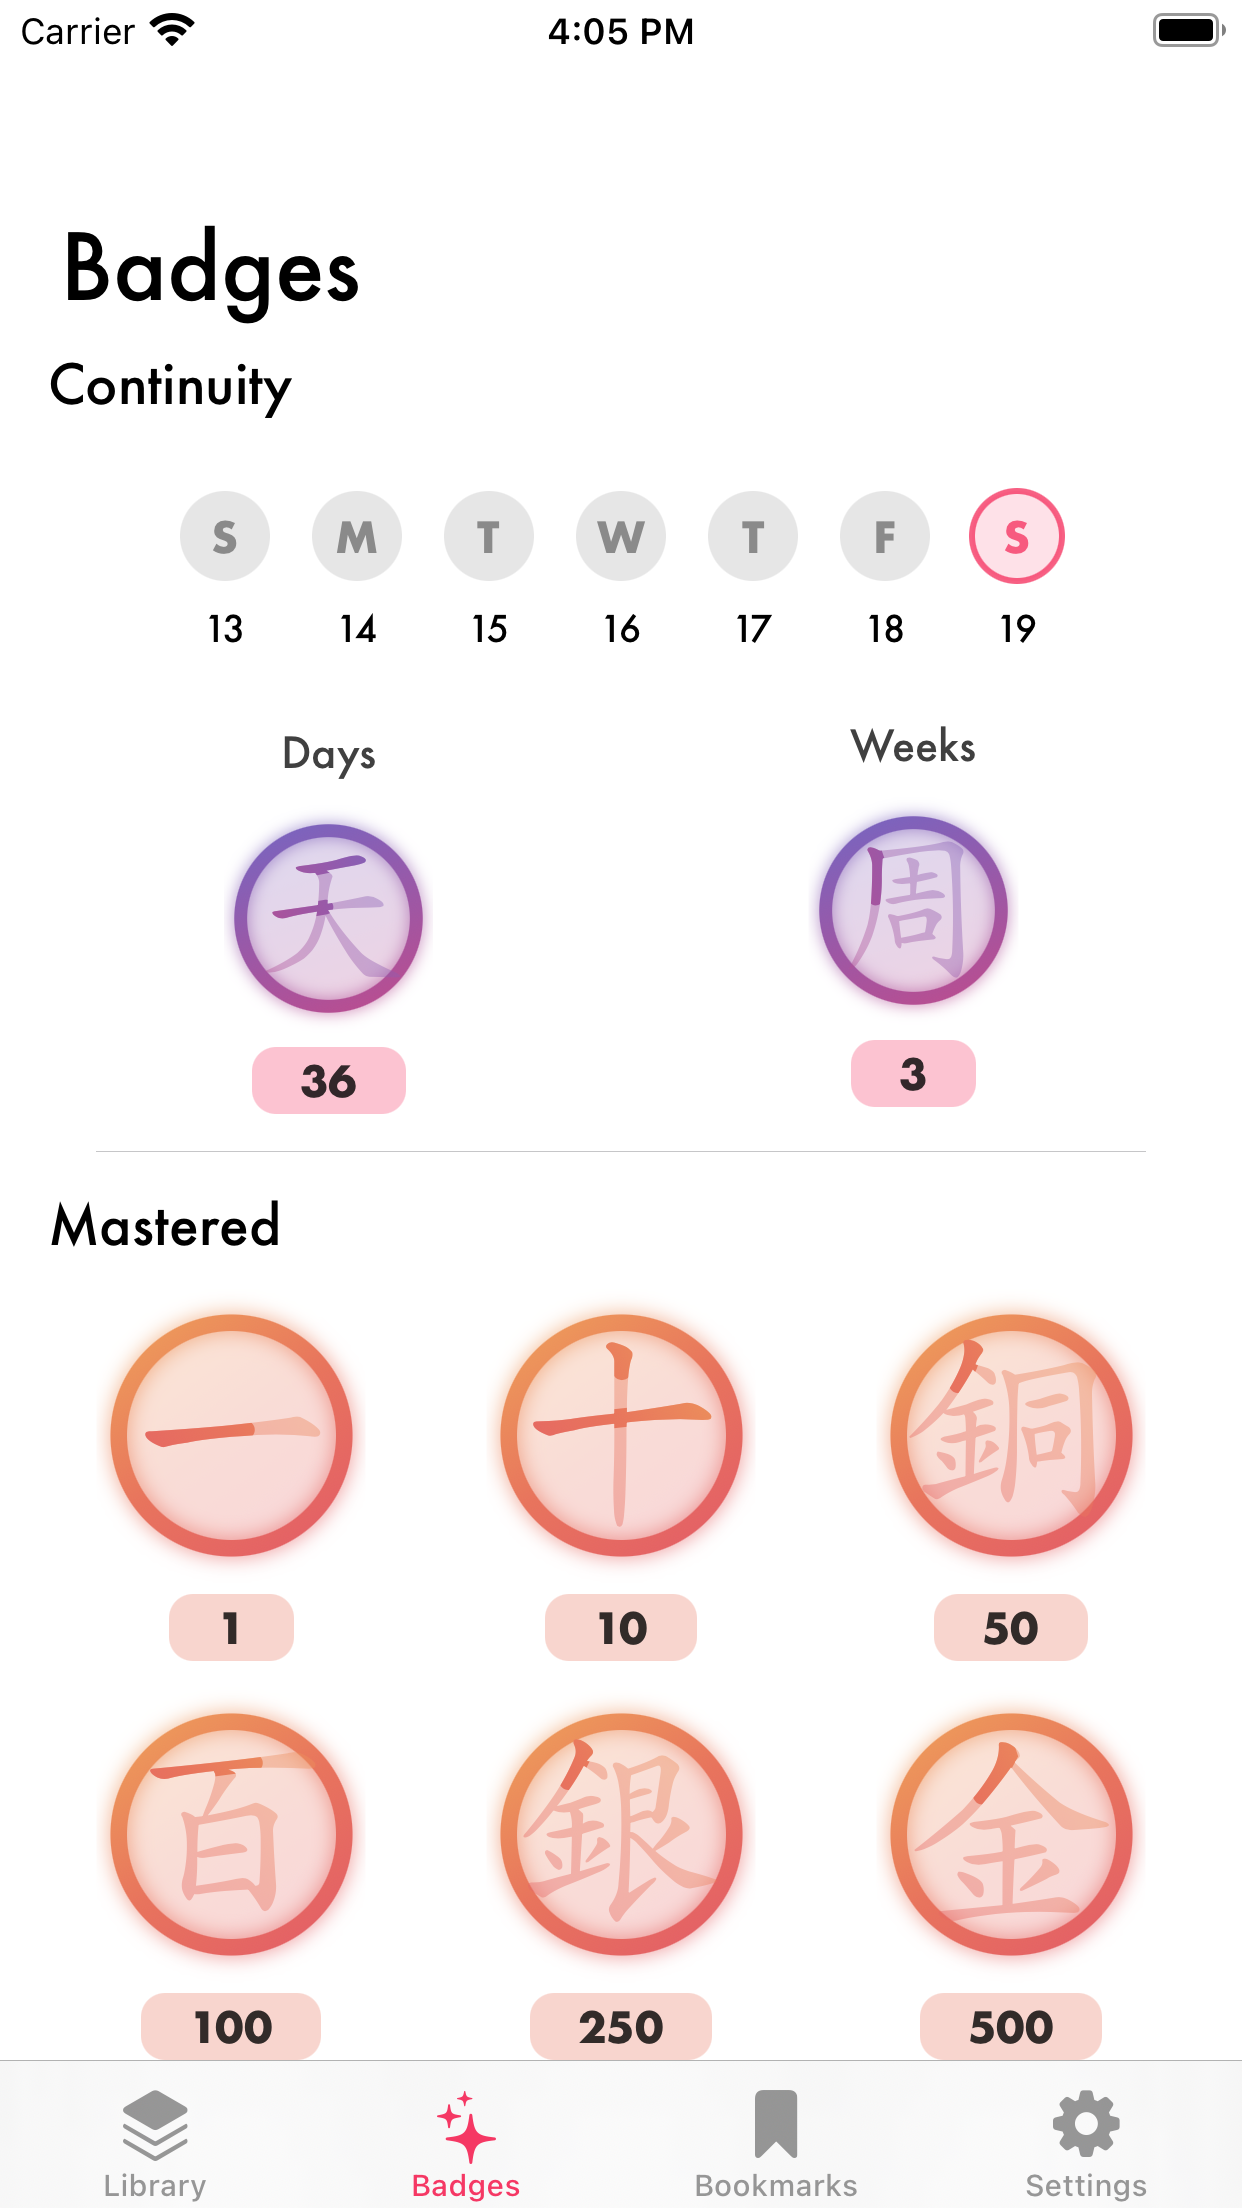 Carrier 4:05 PM
Badges
Continuity
S M T W T F S
13 14 15 16 17 18 19
Days Weeks
天 周
36 3
Mastered
一 十 銅
1 10 50
百 銀 金
100 250 500
Library Badges Bookmarks Settings